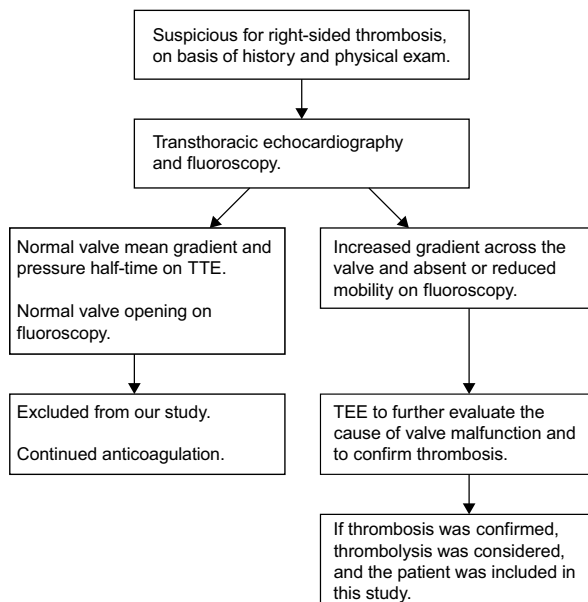 Suspicious for right-sided thrombosis,
on basis of history and physical exam.
Transthoracic echocardiography
and fluoroscopy.
Normal valve mean gradient and
pressure half-time on TTE.
Normal valve opening on
fluoroscopy.
Increased gradient across the
valve and absent or reduced
mobility on fluoroscopy.
Excluded from our study.
Continued anticoagulation.
TEE to further evaluate the
cause of valve malfunction and
to confirm thrombosis.
If thrombosis was confirmed,
thrombolysis was considered,
and the patient was included in
this study.